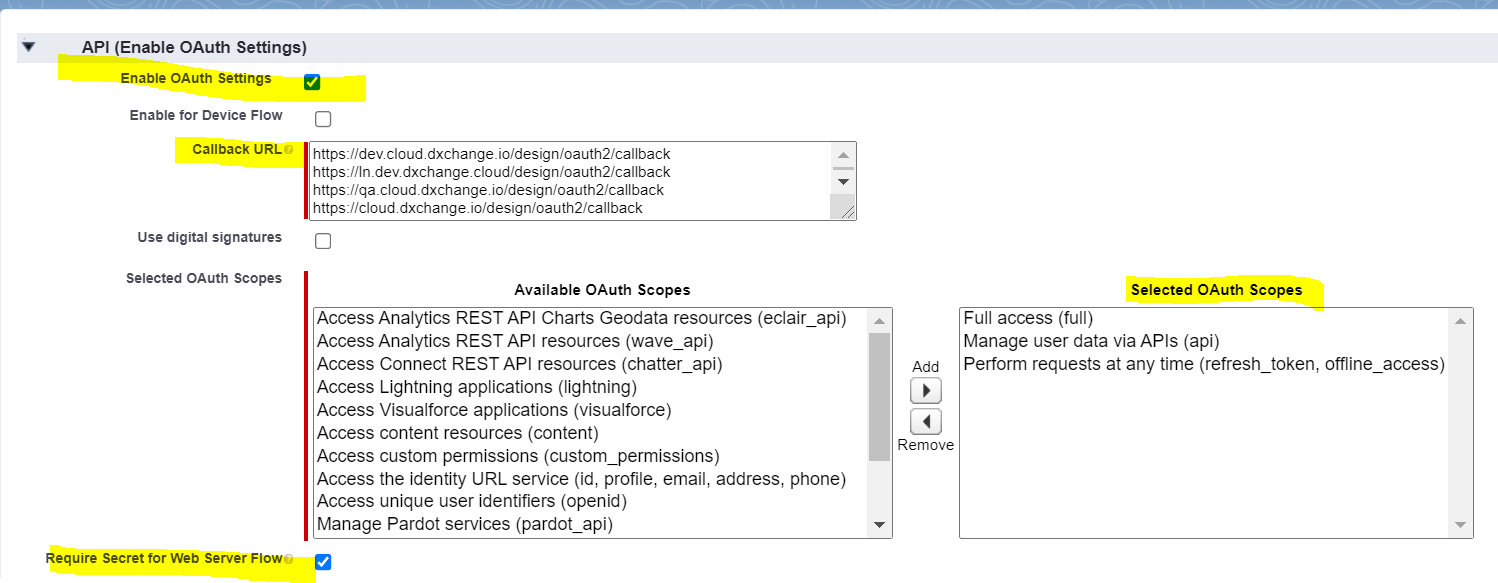 API (Enable OAuth Settings)
Enable OAuth Settings
Enable for Device Flow
Callback URL
https://dev.cloud.dxchange.io/design/oauth2/callback
https://ln.dev.dxchange.cloud/design/oauth2/callback
https://qa.cloud.dxchange.io/design/oauth2/callback
https://cloud.dxchange.io/design/oauth2/callback
Use digital signatures
Selected OAuth Scopes
Available OAuth Scopes
Access Analytics REST API Charts Geodata resources (eclair_api)
Access Analytics REST API resources (wave_api)
Access Connect REST API resources (chatter_api)
Access Lightning applications (lightning)
Access Visualforce applications (visualforce)
Access content resources (content)
Access custom permissions (custom_permissions)
Access the identity URL service (id, profile, email, address, phone)
Access unique user identifiers (openid)
Manage Pardot services (pardot_api)
Add
Remove
Selected OAuth Scopes
Full access (full)
Manage user data via APIs (api)
Perform requests at any time (refresh_token, offline_access)
Require Secret for Web Server Flow